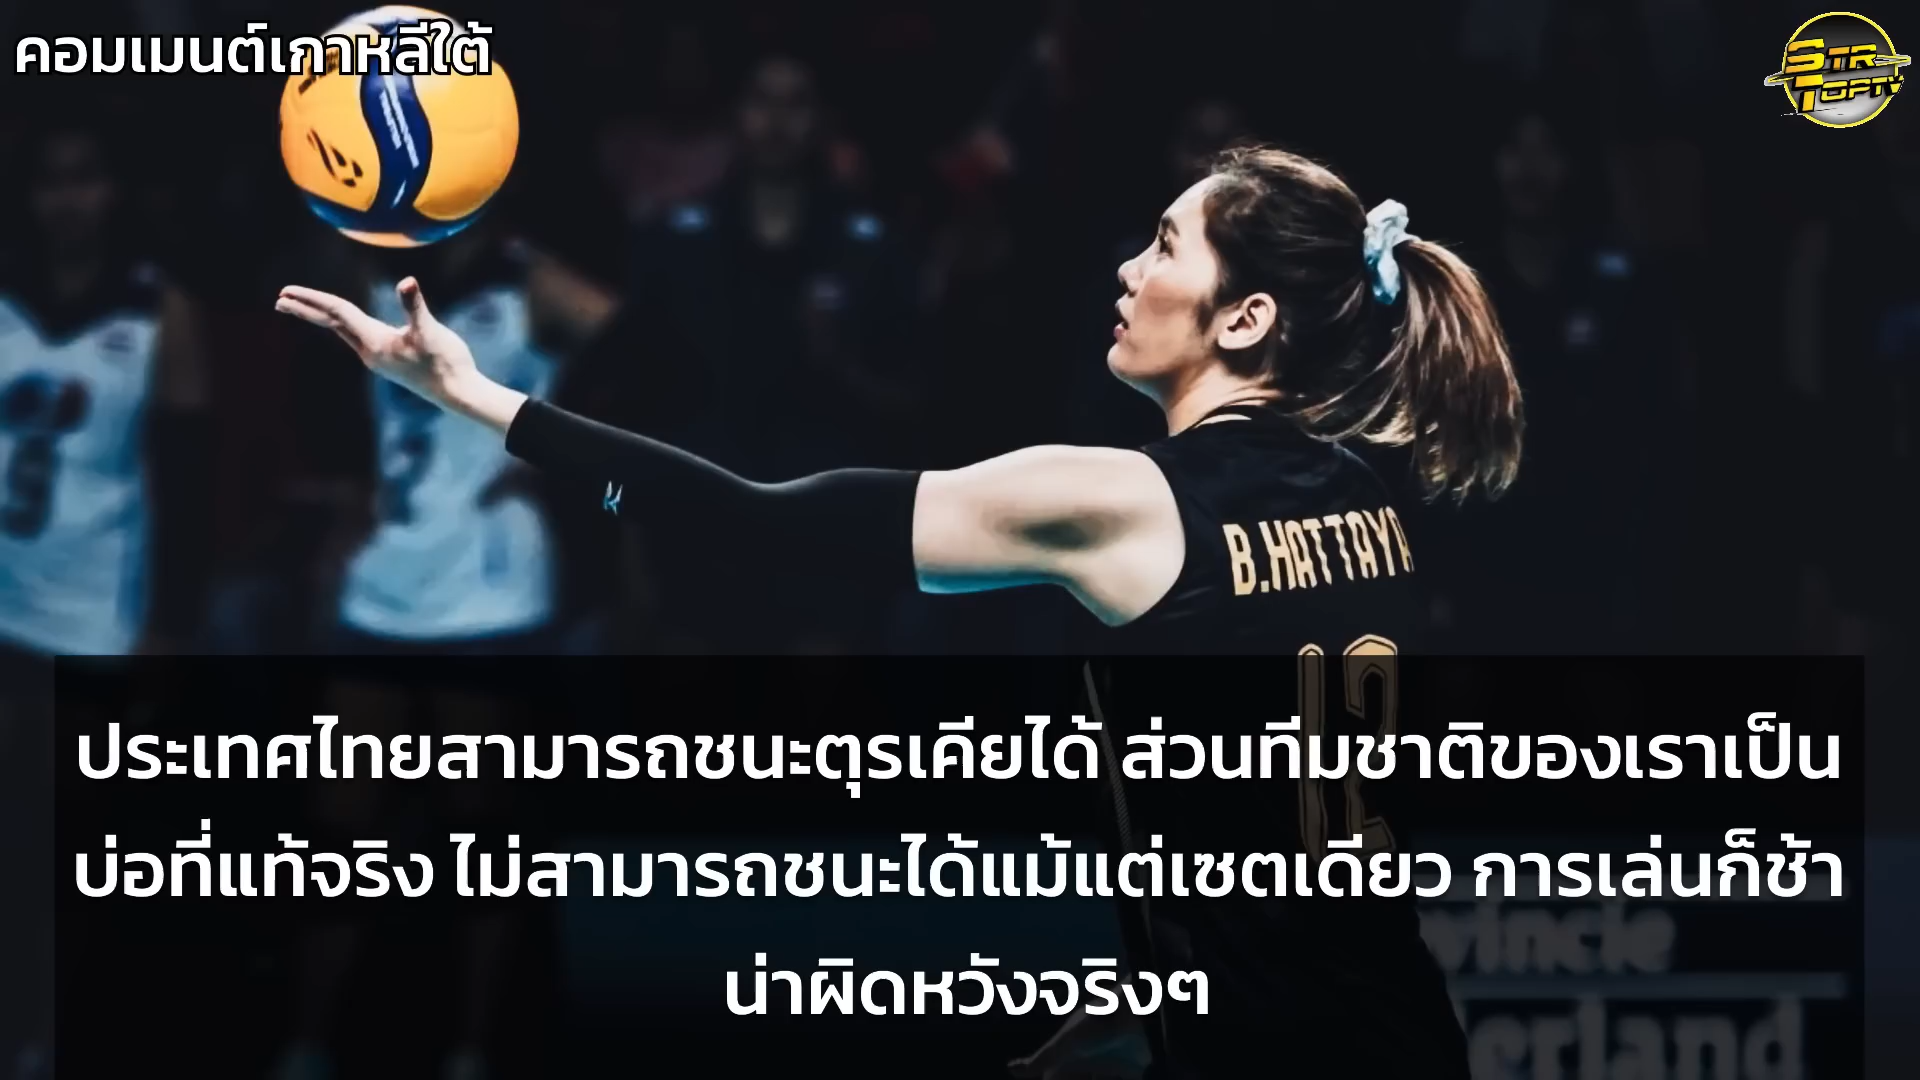 คอมเมนต์เกาหลีใต้
STR
TOPTV
B.HATTAYA
12
ประเทศไทยสามารถชนะตุรเคียได้ ส่วนทีมชาติของเราเป็น
บ่อที่แท้จริง ไม่สามารถชนะได้แม้แต่เซตเดียว การเล่นก็ช้า
น่าผิดหวังจริงๆ